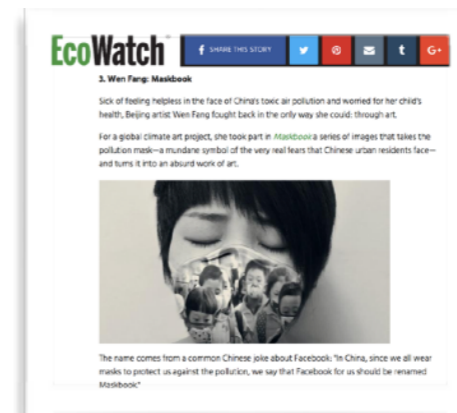 EcoWatch
f SHARE THIS STORY t G+
3. Wen Fang: Maskbook
Sick of feeling helpless in the face of China's toxic air pollution and worried for her child's
health, Beijing artist Wen Fang fought back in the only way she could: through art.
For a global climate art project, she took part in Maskbook a series of images that takes the
pollution mask—a mundane symbol of the very real fears that Chinese urban residents face—
and turns it into an absurd work of art.
The name comes from a common Chinese joke about Facebook: "In China, since we all wear
masks to protect us against the pollution, we say that Facebook for us should be renamed
Maskbook."